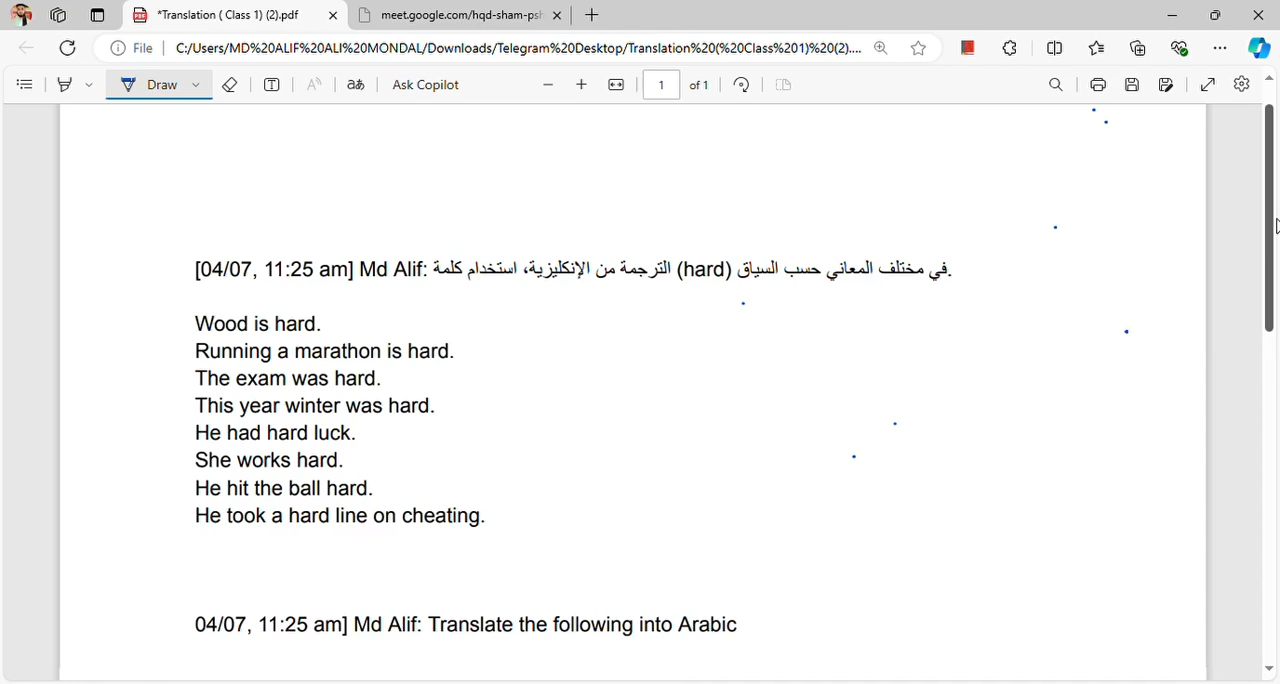 *Translation ( Class 1) (2).pdf
meet.google.com/hqd-sham-psh
File
C:/Users/MD%20ALIF%20ALI%20MONDAL/Downloads/Telegram%20Desktop/Translation%20(%20Class%201)%20(2)....
Draw
Ask Copilot
1 of 1
[04/07, 11:25 am] Md Alif: الترجمة من الإنكليزية، استخدام كلمة (hard) في مختلف المعاني حسب السياق.
Wood is hard.
Running a marathon is hard.
The exam was hard.
This year winter was hard.
He had hard luck.
She works hard.
He hit the ball hard.
He took a hard line on cheating.
04/07, 11:25 am] Md Alif: Translate the following into Arabic